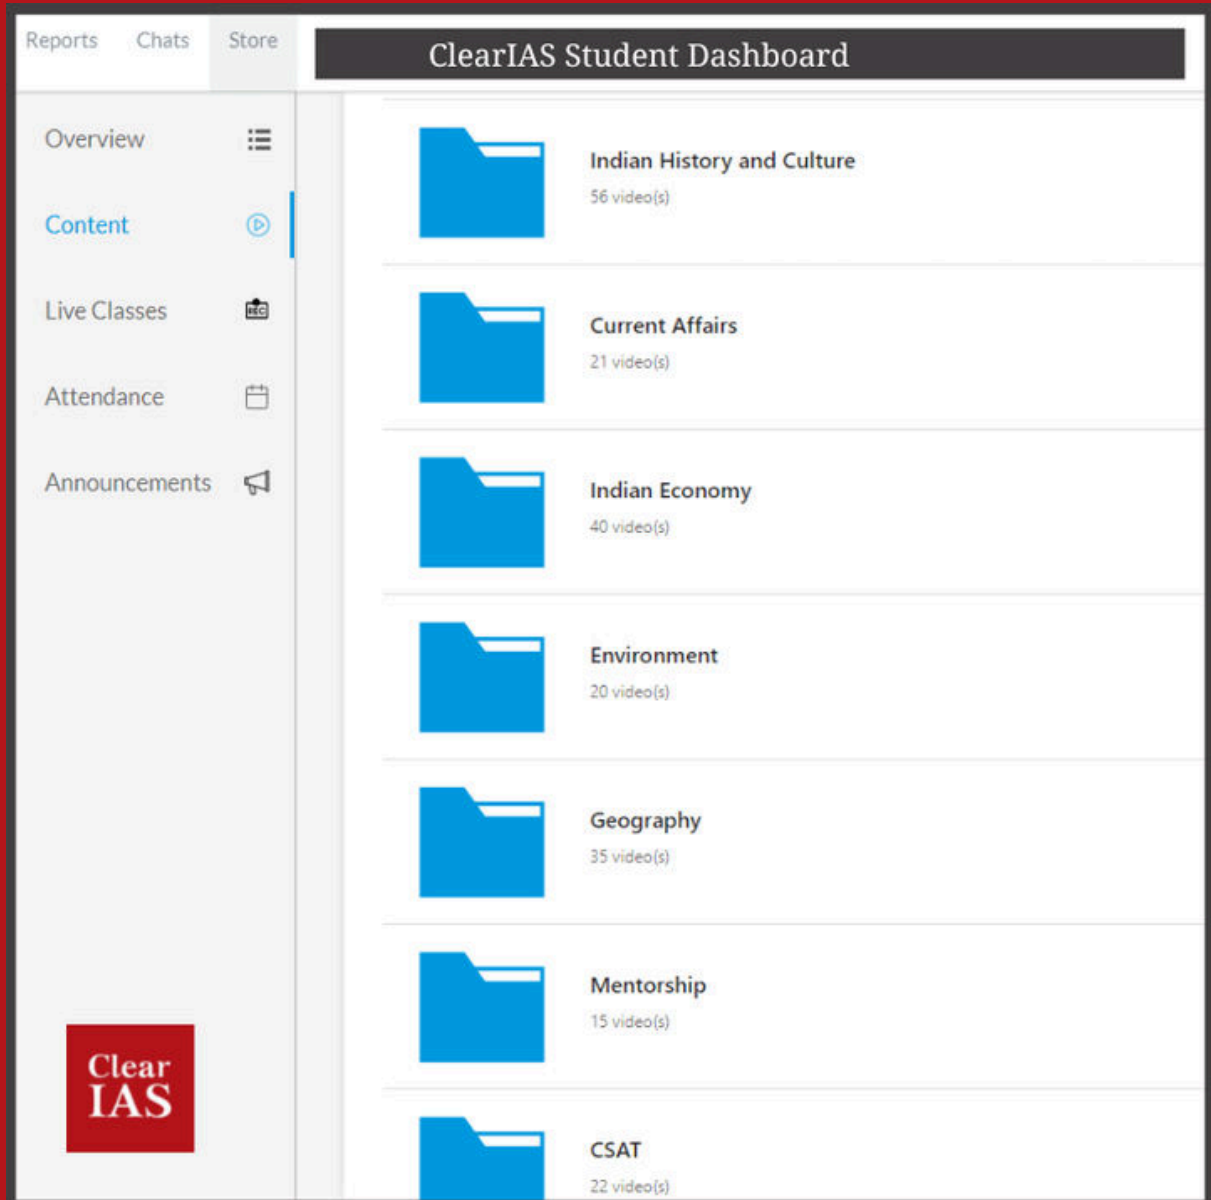 Reports Chats Store
ClearIAS Student Dashboard
Overview
Content
Live Classes
REC
Attendance
Announcements
Indian History and Culture
56 video(s)
Current Affairs
21 video(s)
Indian Economy
40 video(s)
Environment
20 video(s)
Geography
35 video(s)
Mentorship
15 video(s)
CSAT
22 video(s)
Clear
IAS